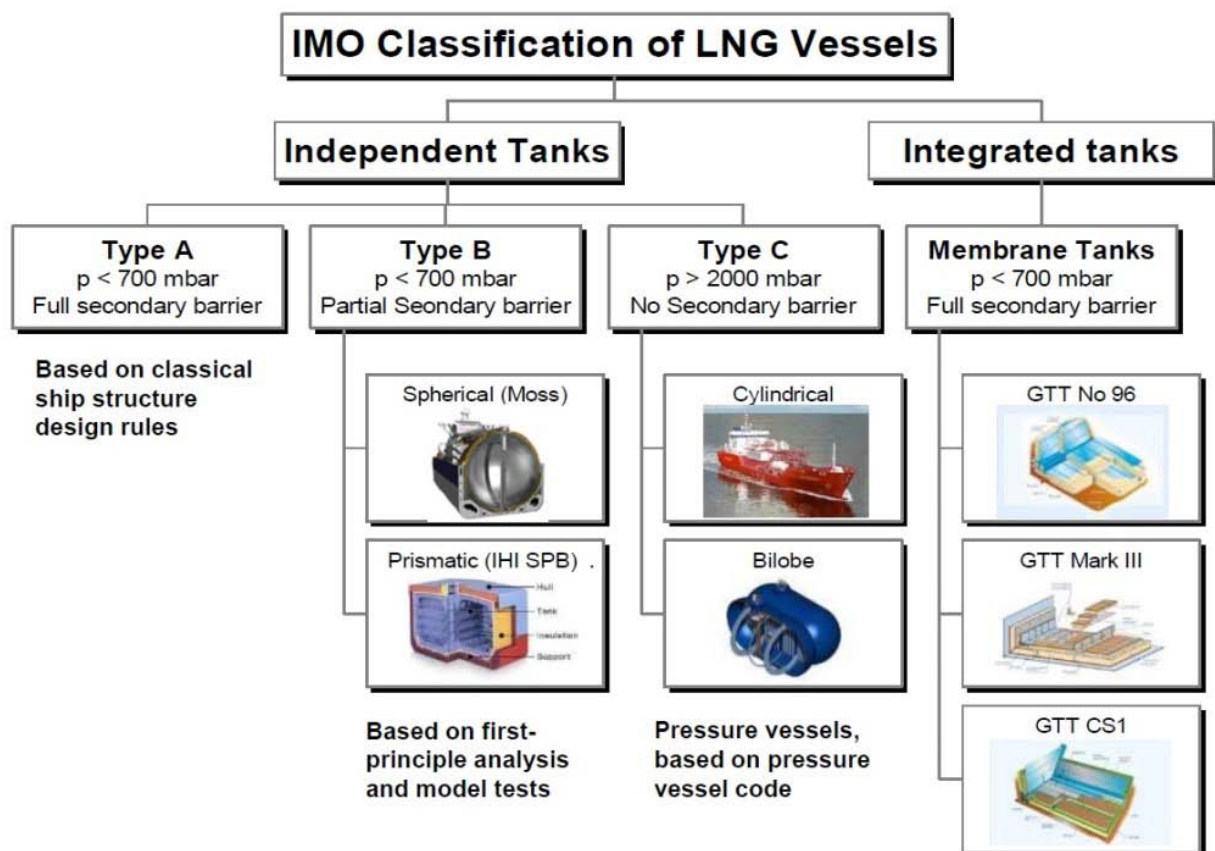 IMO Classification of LNG Vessels
Independent Tanks
Integrated tanks
Type A
p < 700 mbar
Full secondary barrier
Type B
p < 700 mbar
Partial Seondary barrier
Type C
p > 2000 mbar
No Secondary barrier
Membrane Tanks
p < 700 mbar
Full secondary barrier
Based on classical
ship structure
design rules
Spherical (Moss)
Prismatic (IHI SPB) .
Hull
Tank
Insulation
Support
Based on first-
principle analysis
and model tests
Cylindrical
Bilobe
Pressure vessels,
based on pressure
vessel code
GTT No 96
GTT Mark III
GTT CS1